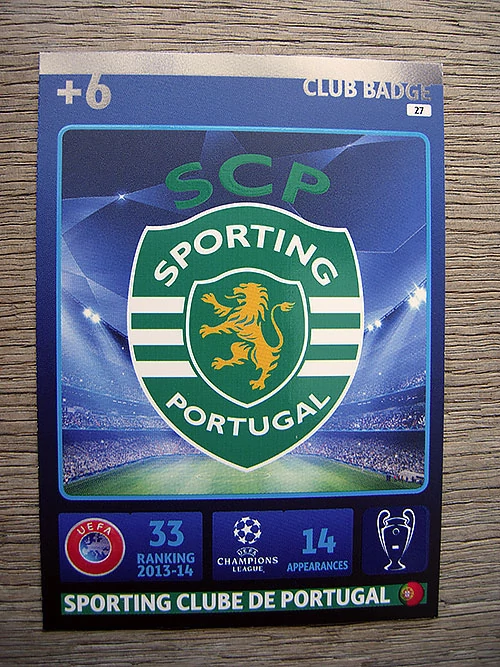 +6
CLUB BADGE
27
SCP
SPORTING
PORTUGAL
UEFA
33
RANKING
2013-14
UEFA
CHAMPIONS
LEAGUE
14
APPEARANCES
SPORTING CLUBE DE PORTUGAL